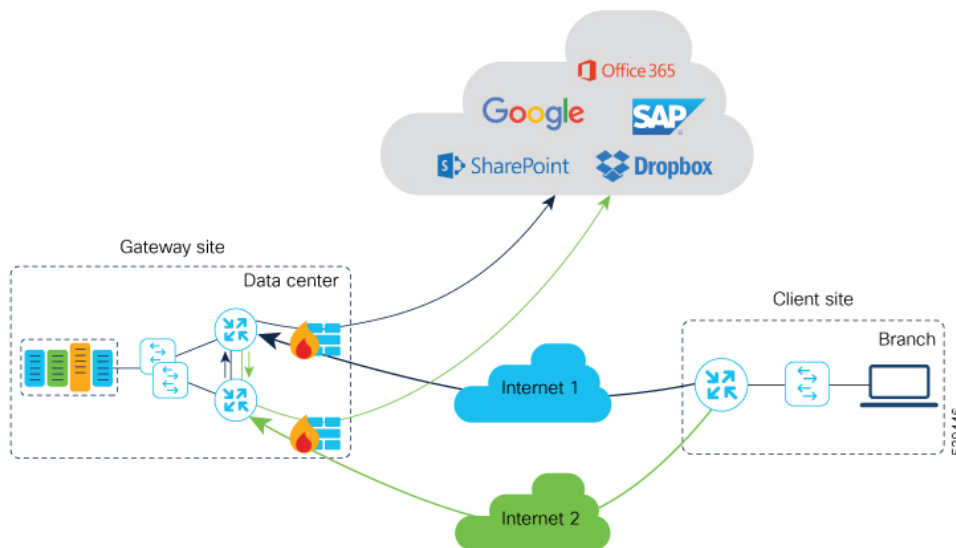 Office 365
Google
SAP
SharePoint
Dropbox
Gateway site
Data center
Client site
Branch
Internet 1
Internet 2